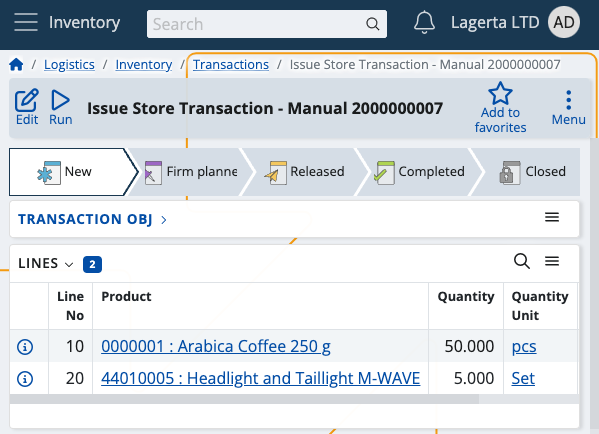 Inventory Search Lagerta LTD AD
/ Logistics / Inventory / Transactions / Issue Store Transaction - Manual 2000000007
Edit Run Issue Store Transaction - Manual 2000000007 Add to favorites Menu
New Firm planne Released Completed Closed
TRANSACTION OBJ >
LINES 2
Line No Product Quantity Quantity Unit
10 0000001 : Arabica Coffee 250 g 50.000 pcs
20 44010005 : Headlight and Taillight M-WAVE 5.000 Set